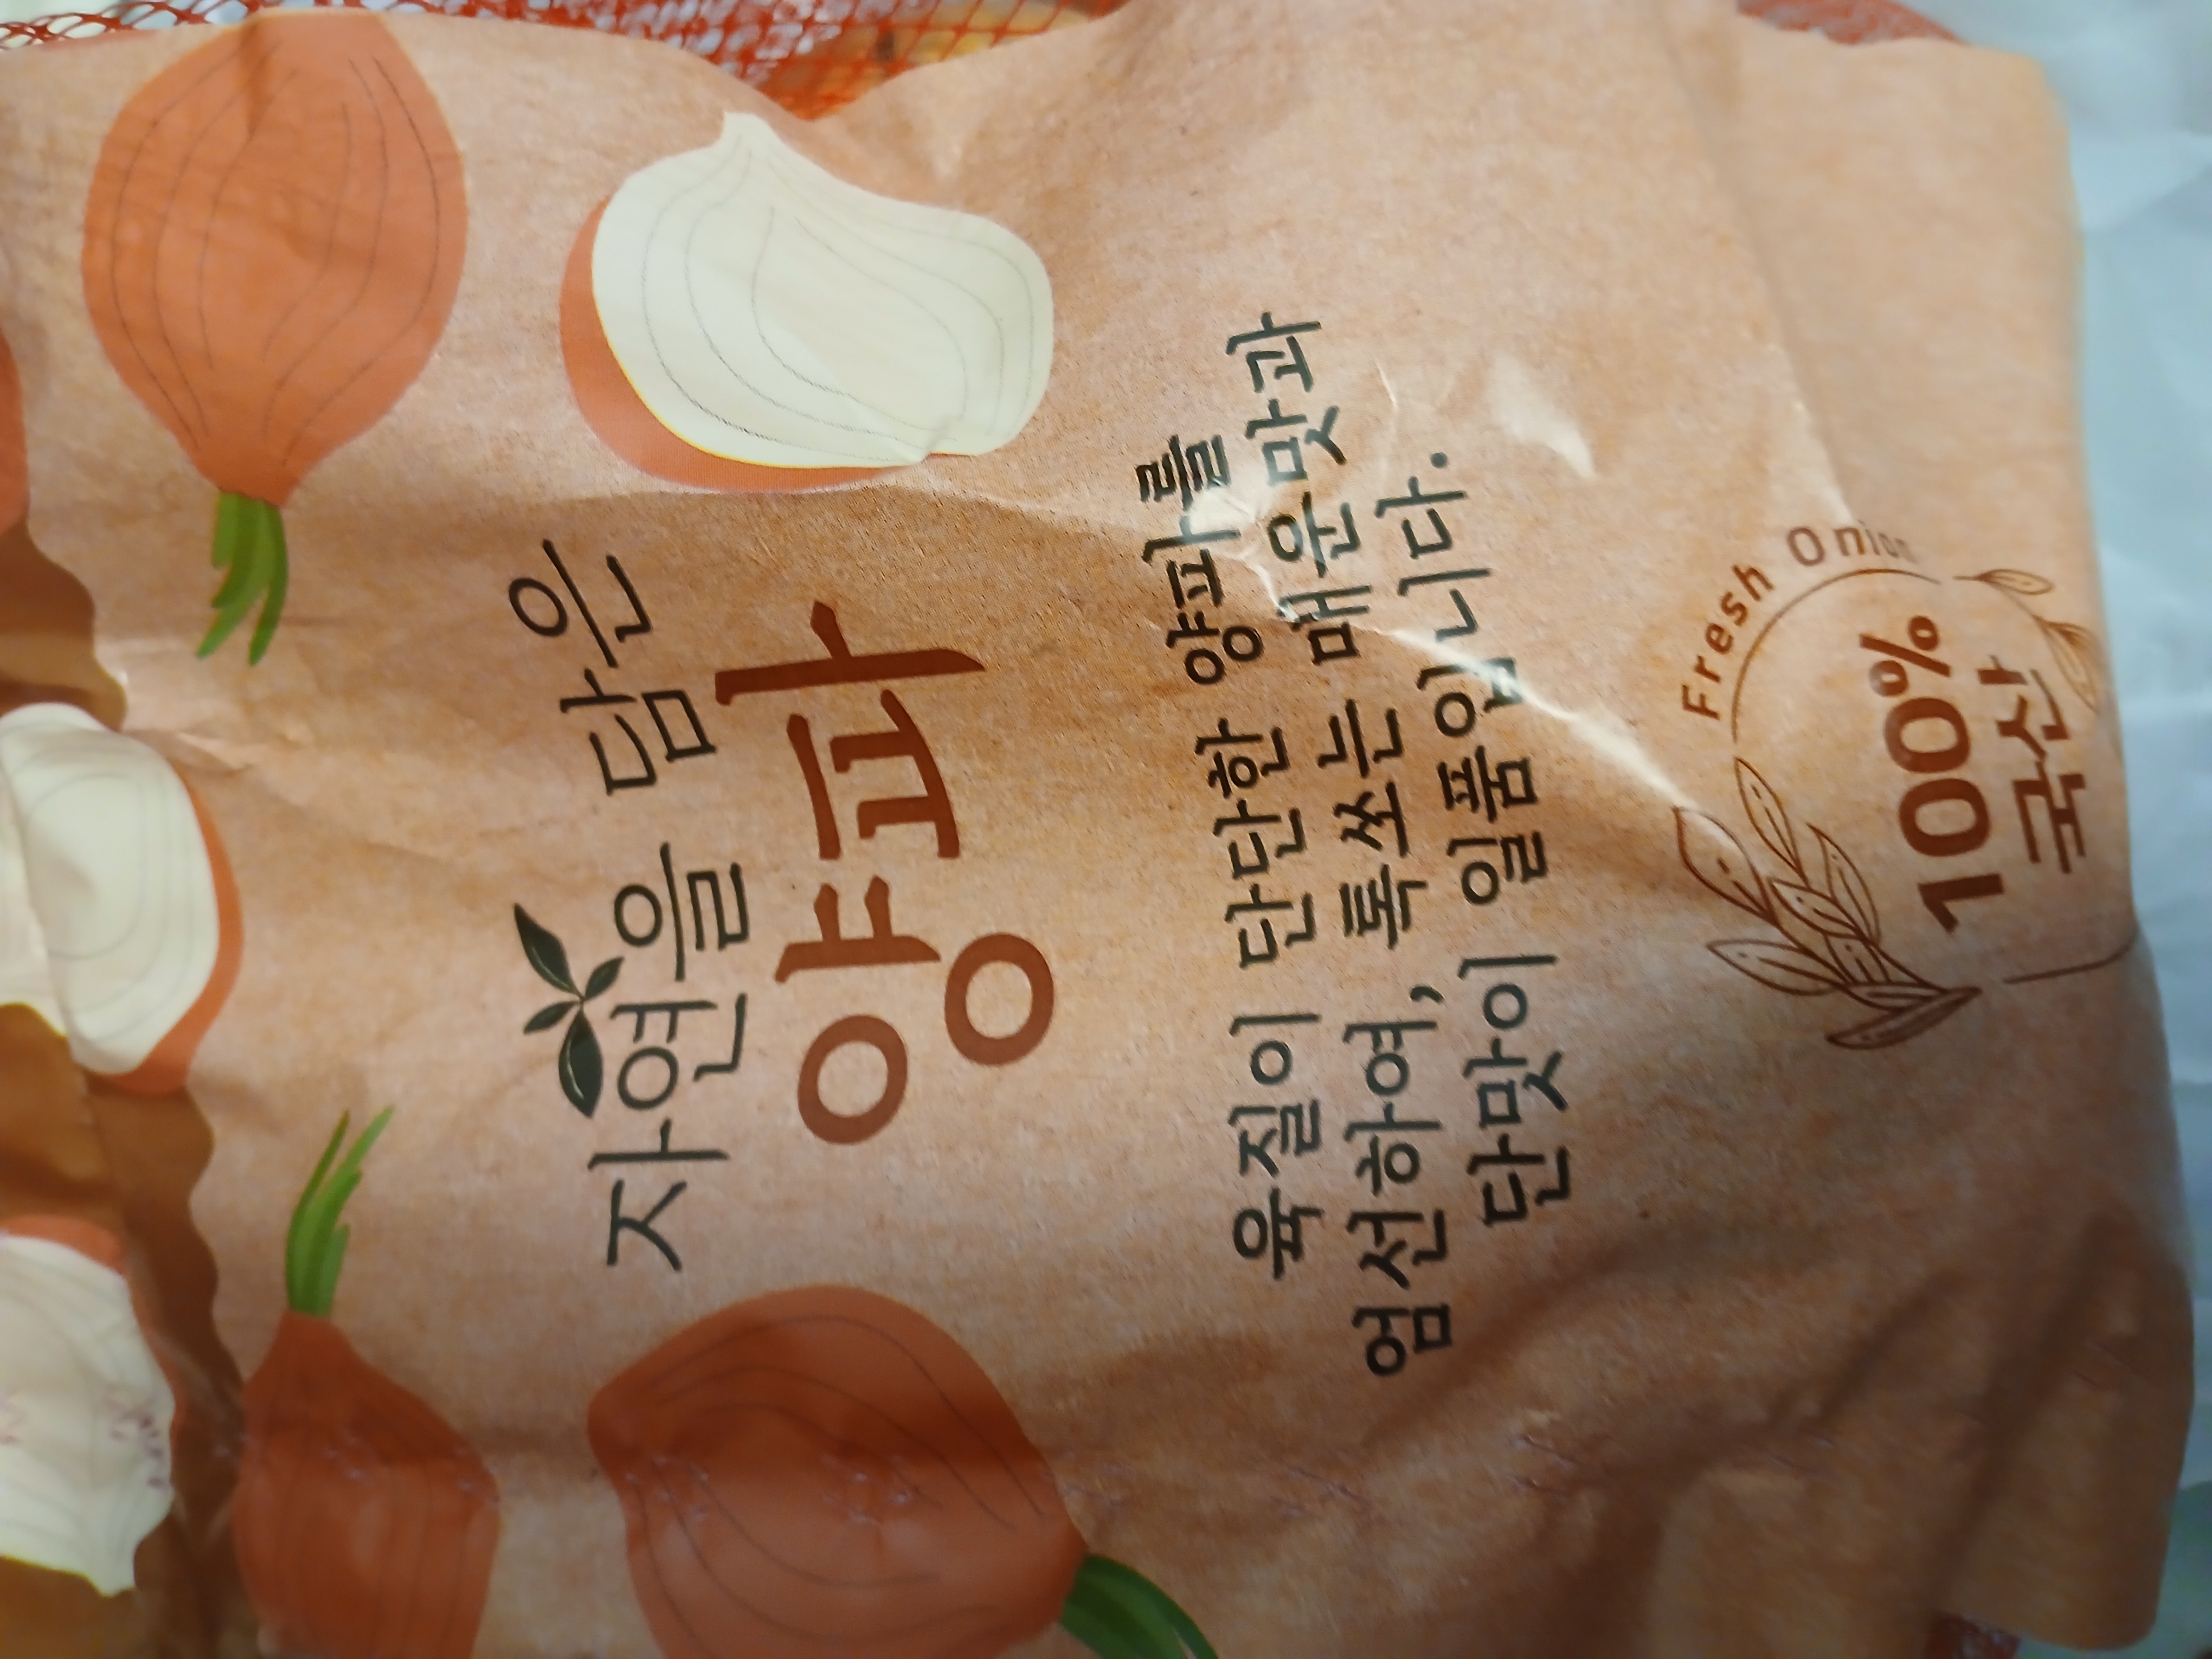 자연을 담은
양파
육질이 단단한 양파를
엄선하여, 톡쏘는 매운 맛과
단맛이 일품입니다.
Fresh Onion
100%
국산